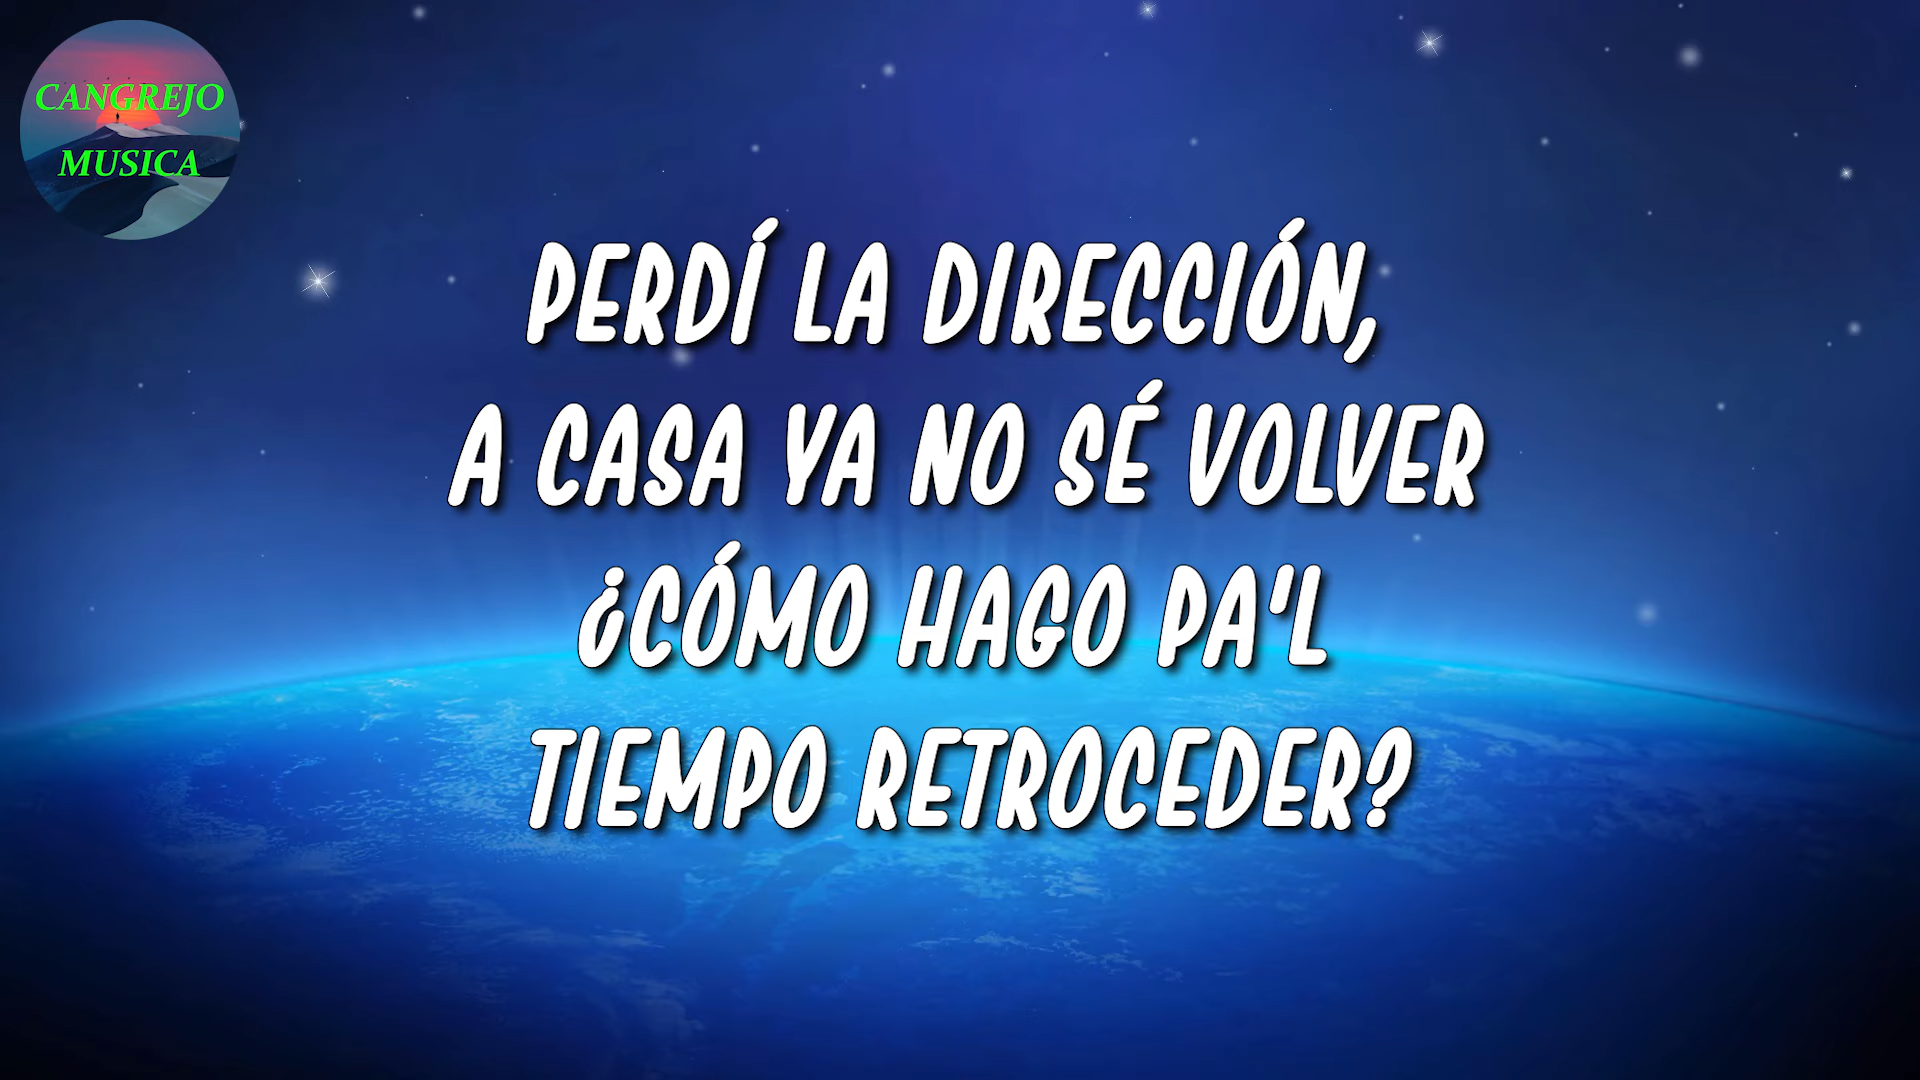 CANGREJO
MUSICA
PERDÍ LA DIRECCIÓN,
A CASA YA NO SÉ VOLVER
¿CÓMO HAGO PA'L
TIEMPO RETROCEDER?